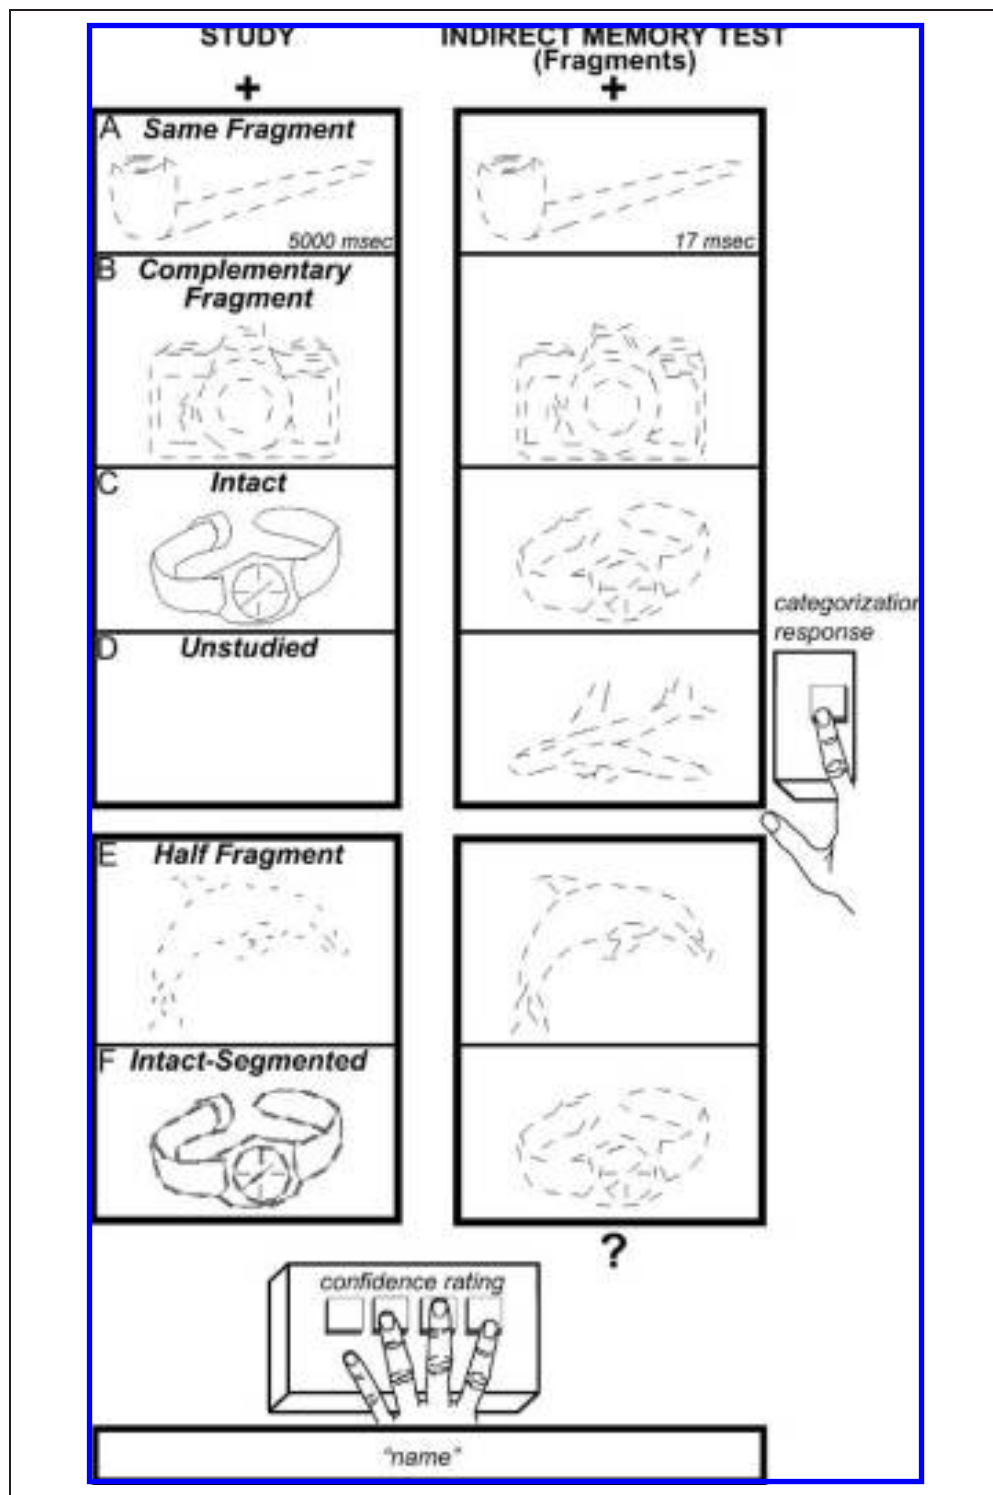 STUDY
INDIRECT MEMORY TEST
(Fragments)
+
+
A Same Fragment
5000 msec
17 msec
B Complementary
Fragment
C Intact
D Unstudied
categorization
response
E Half Fragment
F Intact-Segmented
?
confidence rating
"name"